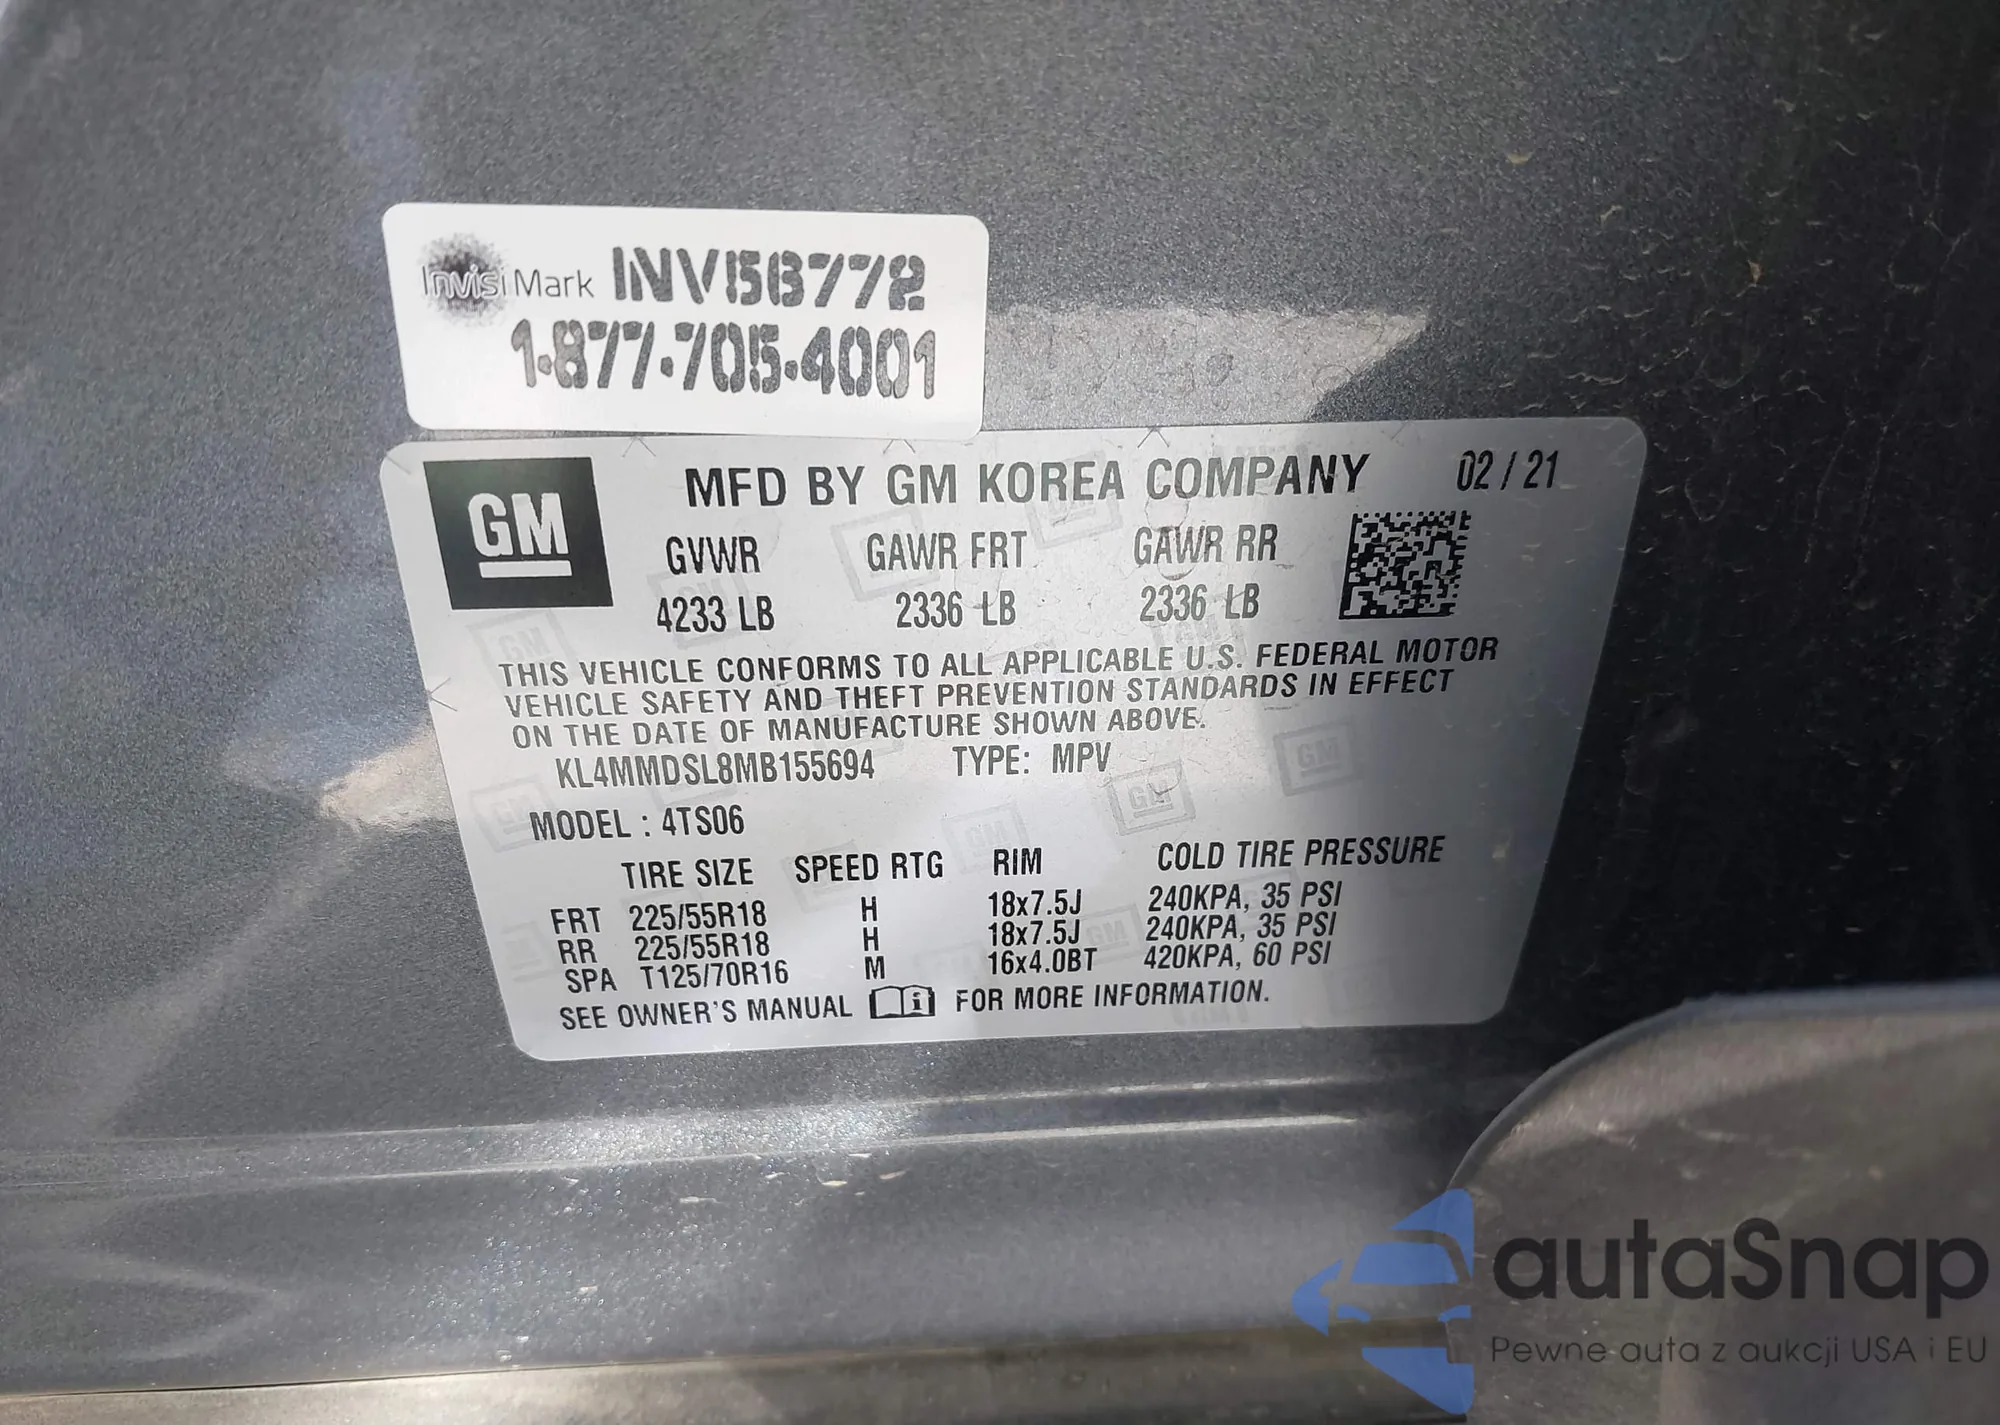 InvisiMark INV56772
1-877-705-4001
GM
MFD BY GM KOREA COMPANY 02 / 21
GVWR GAWR FRT GAWR RR
4233 LB 2336 LB 2336 LB
THIS VEHICLE CONFORMS TO ALL APPLICABLE U.S. FEDERAL MOTOR
VEHICLE SAFETY AND THEFT PREVENTION STANDARDS IN EFFECT
ON THE DATE OF MANUFACTURE SHOWN ABOVE.
KL4MMDSL8MB155694 TYPE: MPV
MODEL : 4TS06
TIRE SIZE SPEED RTG RIM COLD TIRE PRESSURE
FRT 225/55R18 H 18x7.5J 240KPA, 35 PSI
RR 225/55R18 H 18x7.5J 240KPA, 35 PSI
SPA T125/70R16 M 16x4.0BT 420KPA, 60 PSI
SEE OWNER'S MANUAL FOR MORE INFORMATION.
autaSnap
Pewne auta z aukcji USA i EU